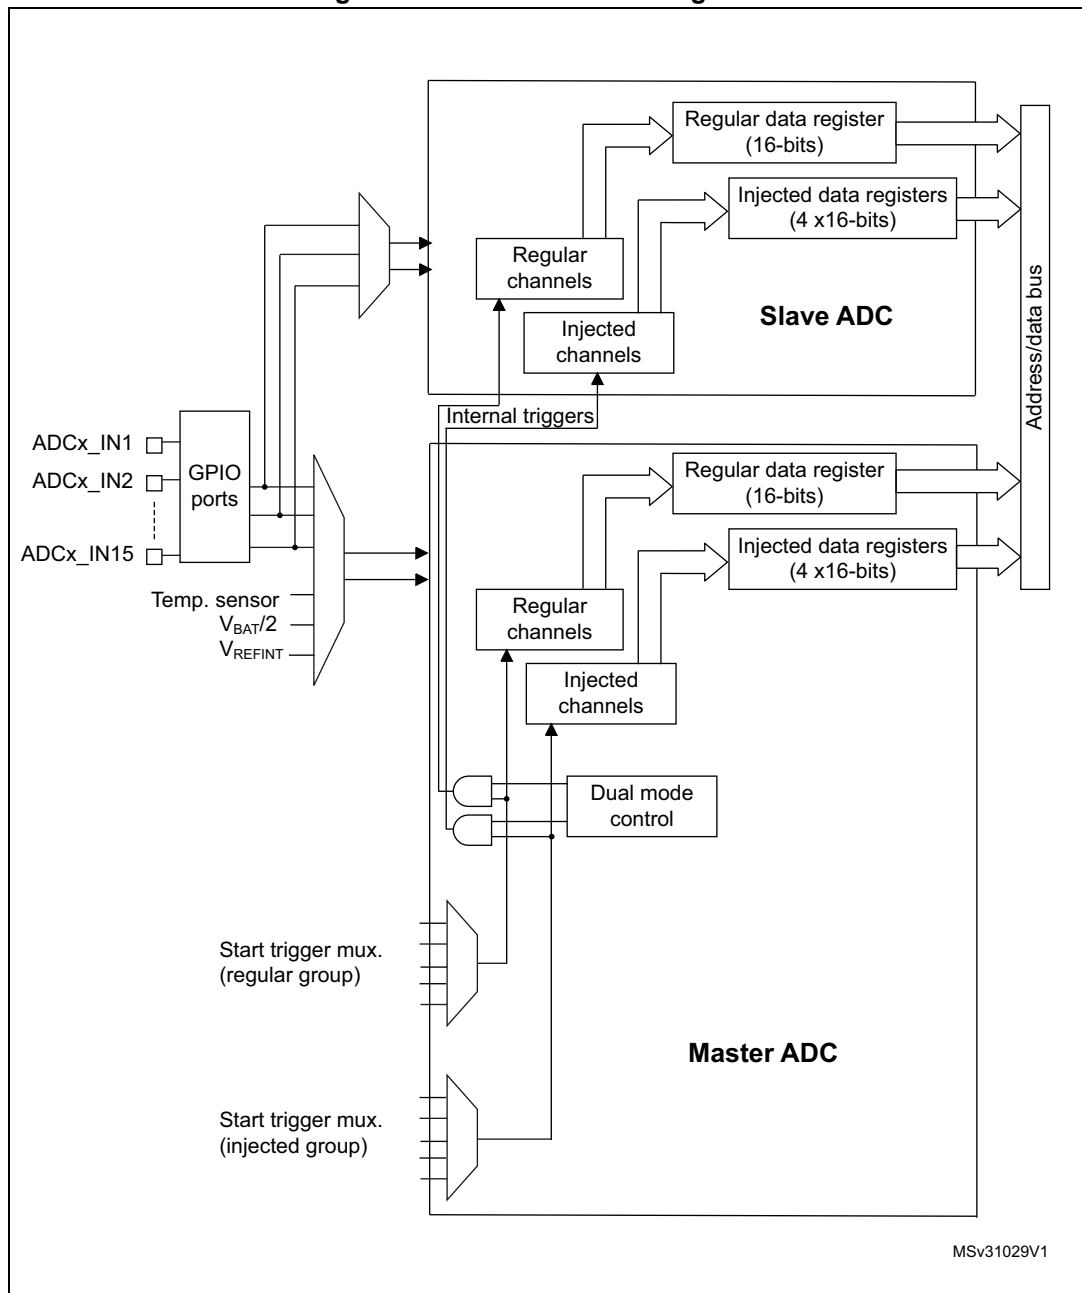 Regular data register
(16-bits)
Injected data registers
(4 x16-bits)
Regular
channels
Slave ADC
Injected
channels
Address/data bus
Internal triggers
ADCx_IN1
ADCx_IN2
ADCx_IN15
GPIO
ports
Regular data register
(16-bits)
Injected data registers
(4 x16-bits)
Temp. sensor
VBAT/2
VREFINT
Regular
channels
Injected
channels
Dual mode
control
Start trigger mux.
(regular group)
Master ADC
Start trigger mux.
(injected group)
MSv31029V1